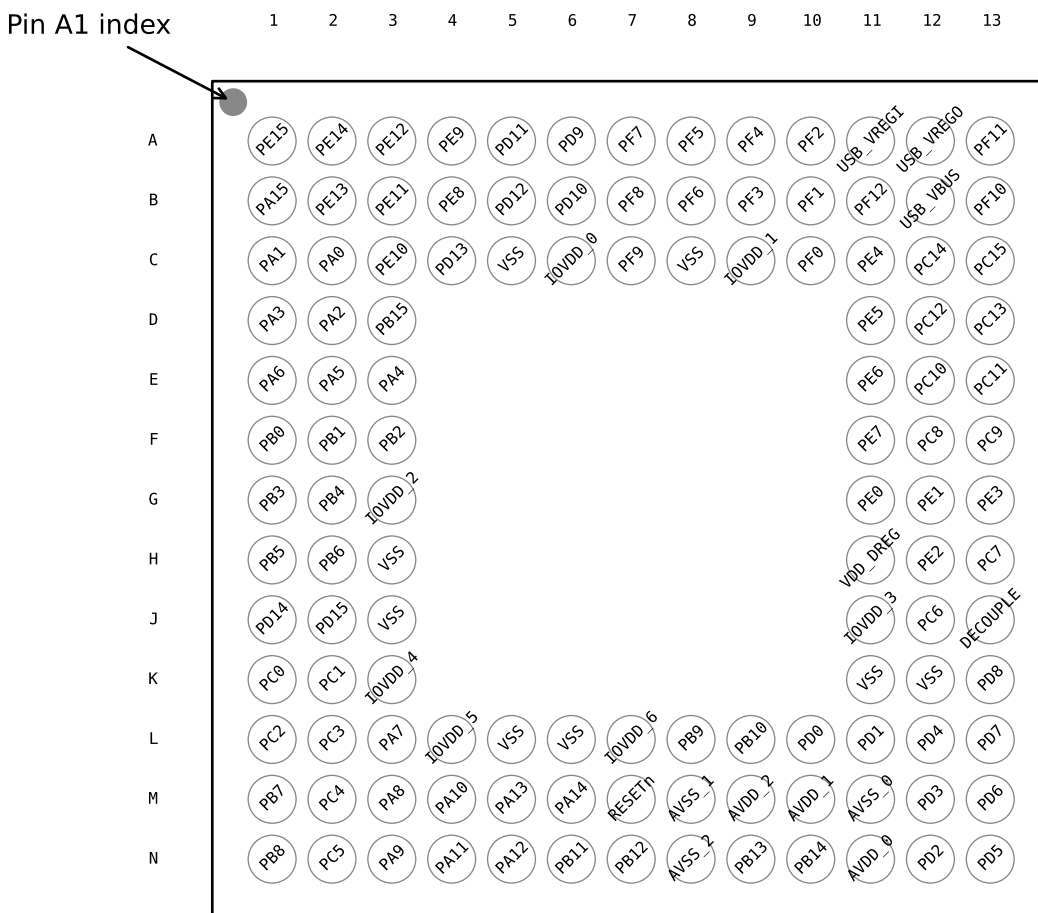 Pin A1 index
1 2 3 4 5 6 7 8 9 10 11 12 13
A PE15 PE14 PE12 PE9 PD11 PD9 PF7 PF5 PF4 PF2 USB_VREGI USB_VREGO PF11
B PA15 PE13 PE11 PE8 PD12 PD10 PF8 PF6 PF3 PF1 PF12 USB_VBUS PF10
C PA1 PA0 PE10 PD13 VSS IOVDD_0 PF9 VSS IOVDD_1 PF0 PE4 PC14 PC15
D PA3 PA2 PB15 PE5 PC12 PC13
E PA6 PA5 PA4 PE6 PC10 PC11
F PB0 PB1 PB2 PE7 PC8 PC9
G PB3 PB4 IOVDD_2 PE0 PE1 PE3
H PB5 PB6 VSS VDD_DREG PE2 PC7
J PD14 PD15 VSS IOVDD_3 PC6 DECOUPLE
K PC0 PC1 IOVDD_4 VSS VSS PD8
L PC2 PC3 PA7 IOVDD_5 VSS VSS IOVDD_6 PB9 PB10 PD0 PD1 PD4 PD7
M PB7 PC4 PA8 PA10 PA13 PA14 RESETn AVSS_1 AVDD_2 AVDD_1 AVSS_0 PD3 PD6
N PB8 PC5 PA9 PA11 PA12 PB11 PB12 AVSS_2 PB13 PB14 AVDD_0 PD2 PD5